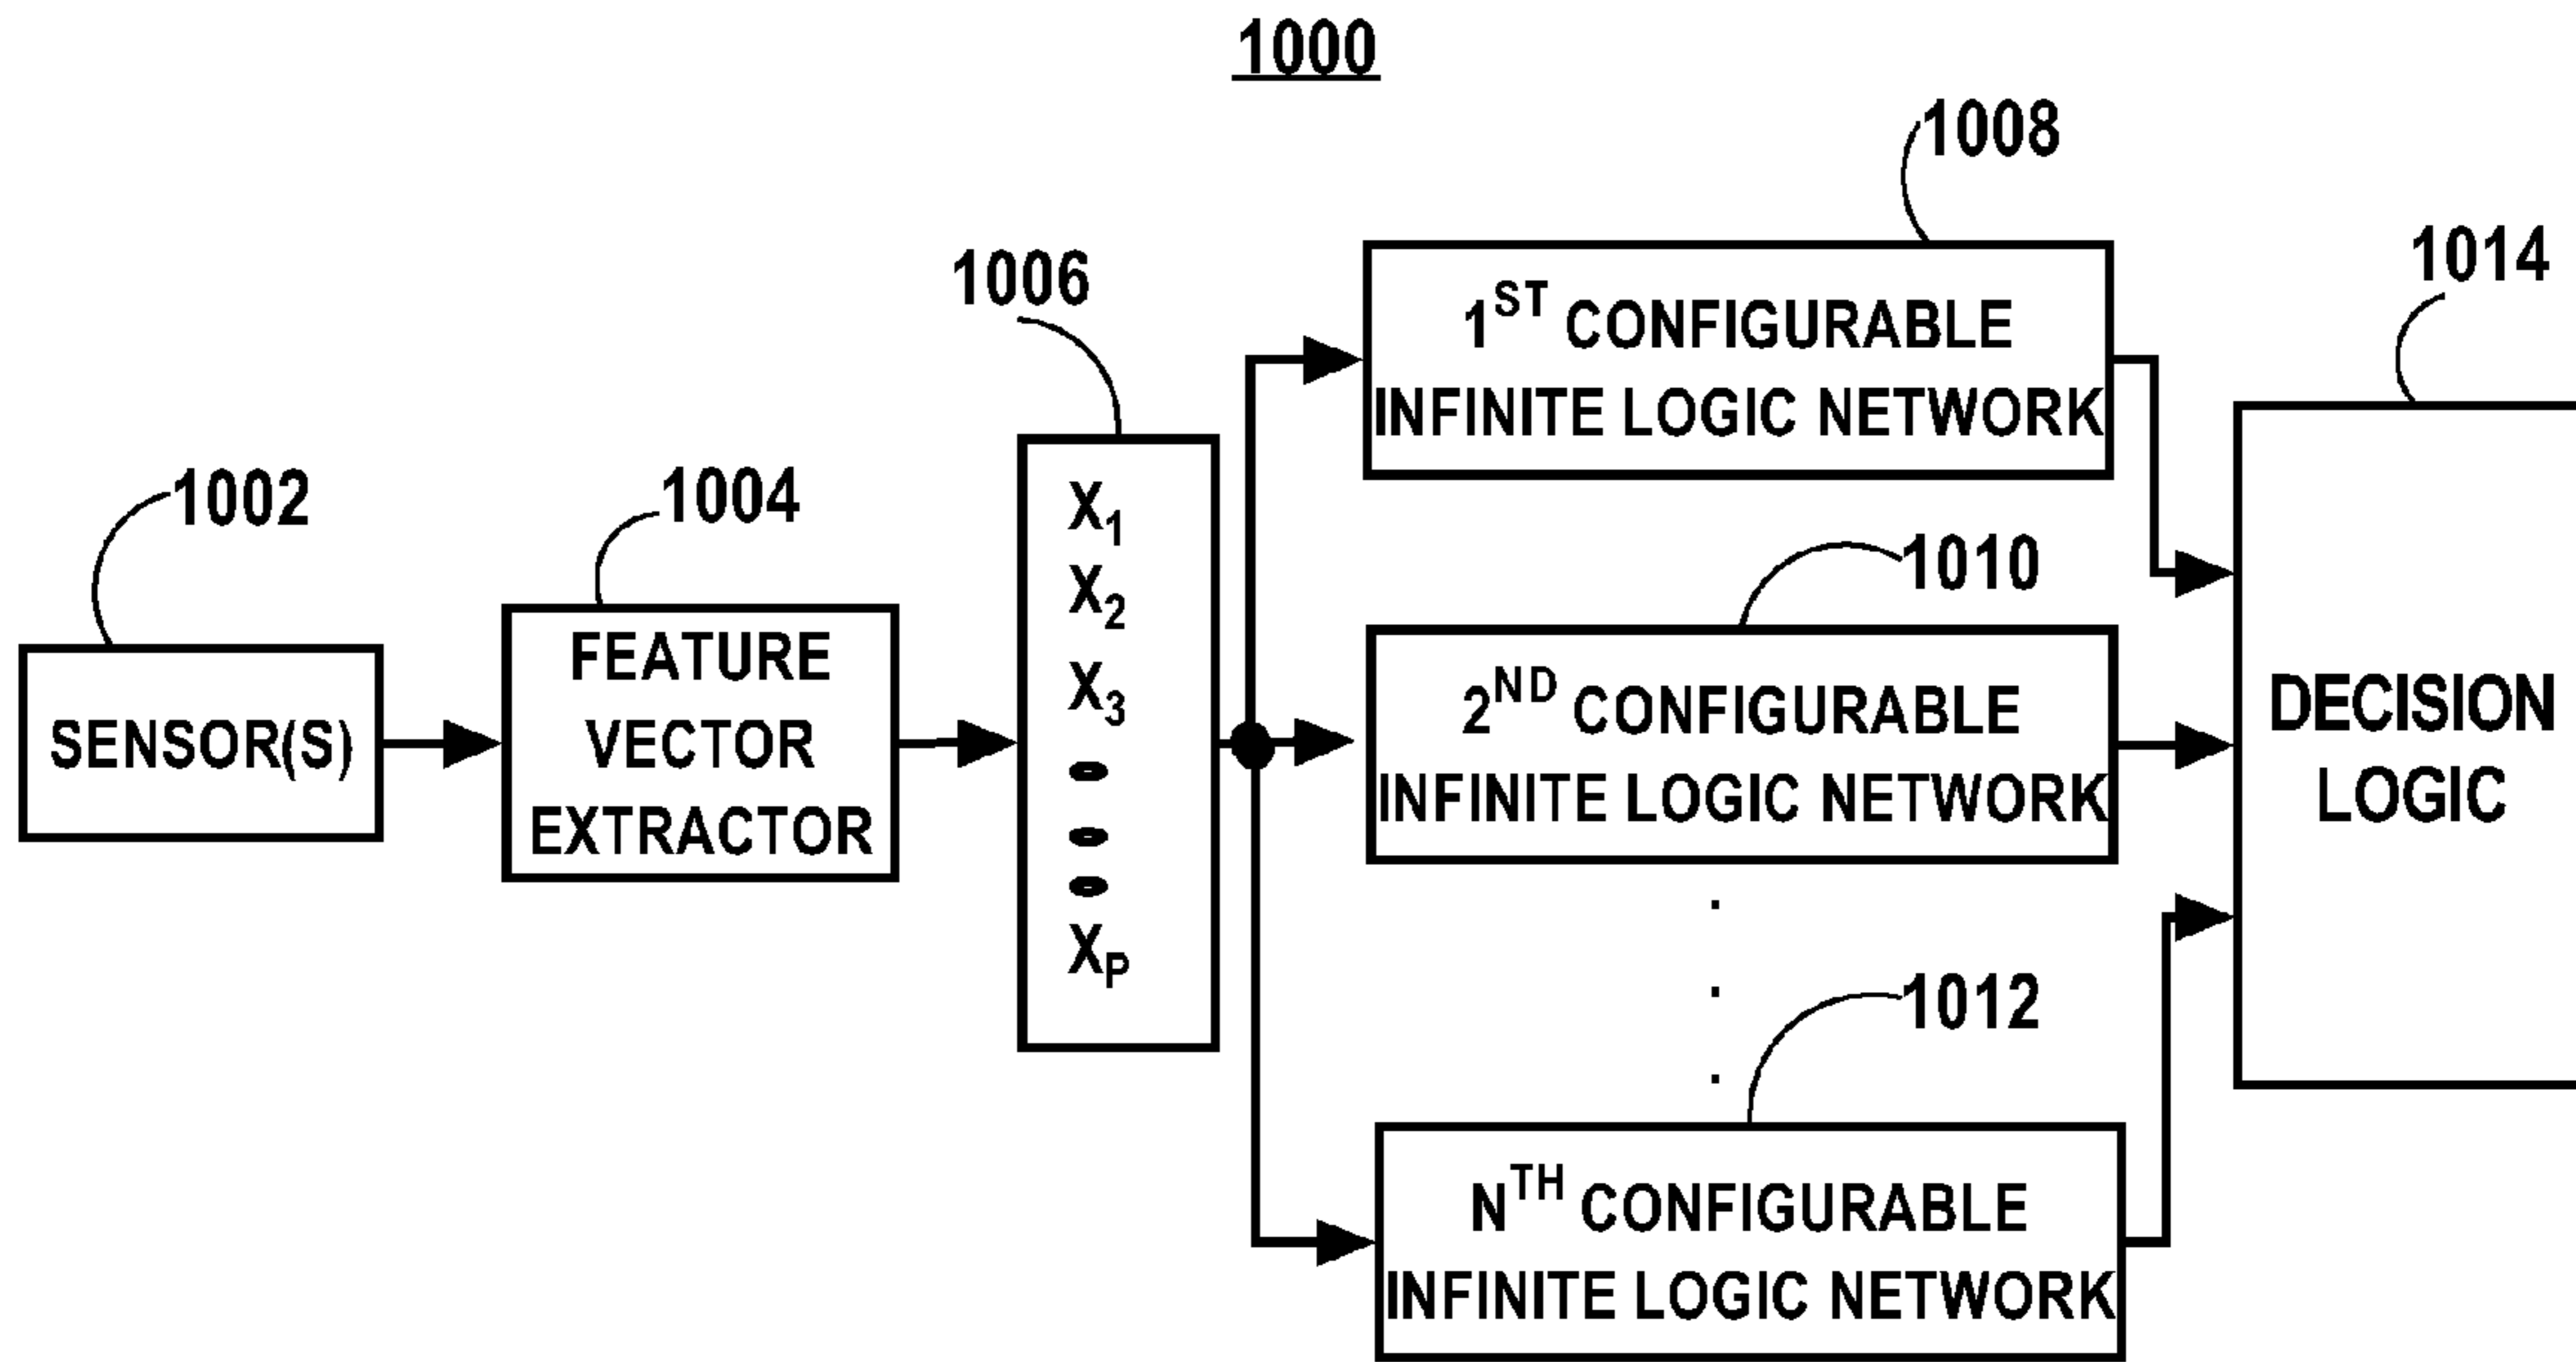 1000
1008
1014
1006
1ST CONFIGURABLE
INFINITE LOGIC NETWORK
1002
1004
X1
X2
X3
XP
1010
SENSOR(S)
FEATURE
VECTOR
EXTRACTOR
2ND CONFIGURABLE
INFINITE LOGIC NETWORK
DECISION
LOGIC
1012
NTH CONFIGURABLE
INFINITE LOGIC NETWORK